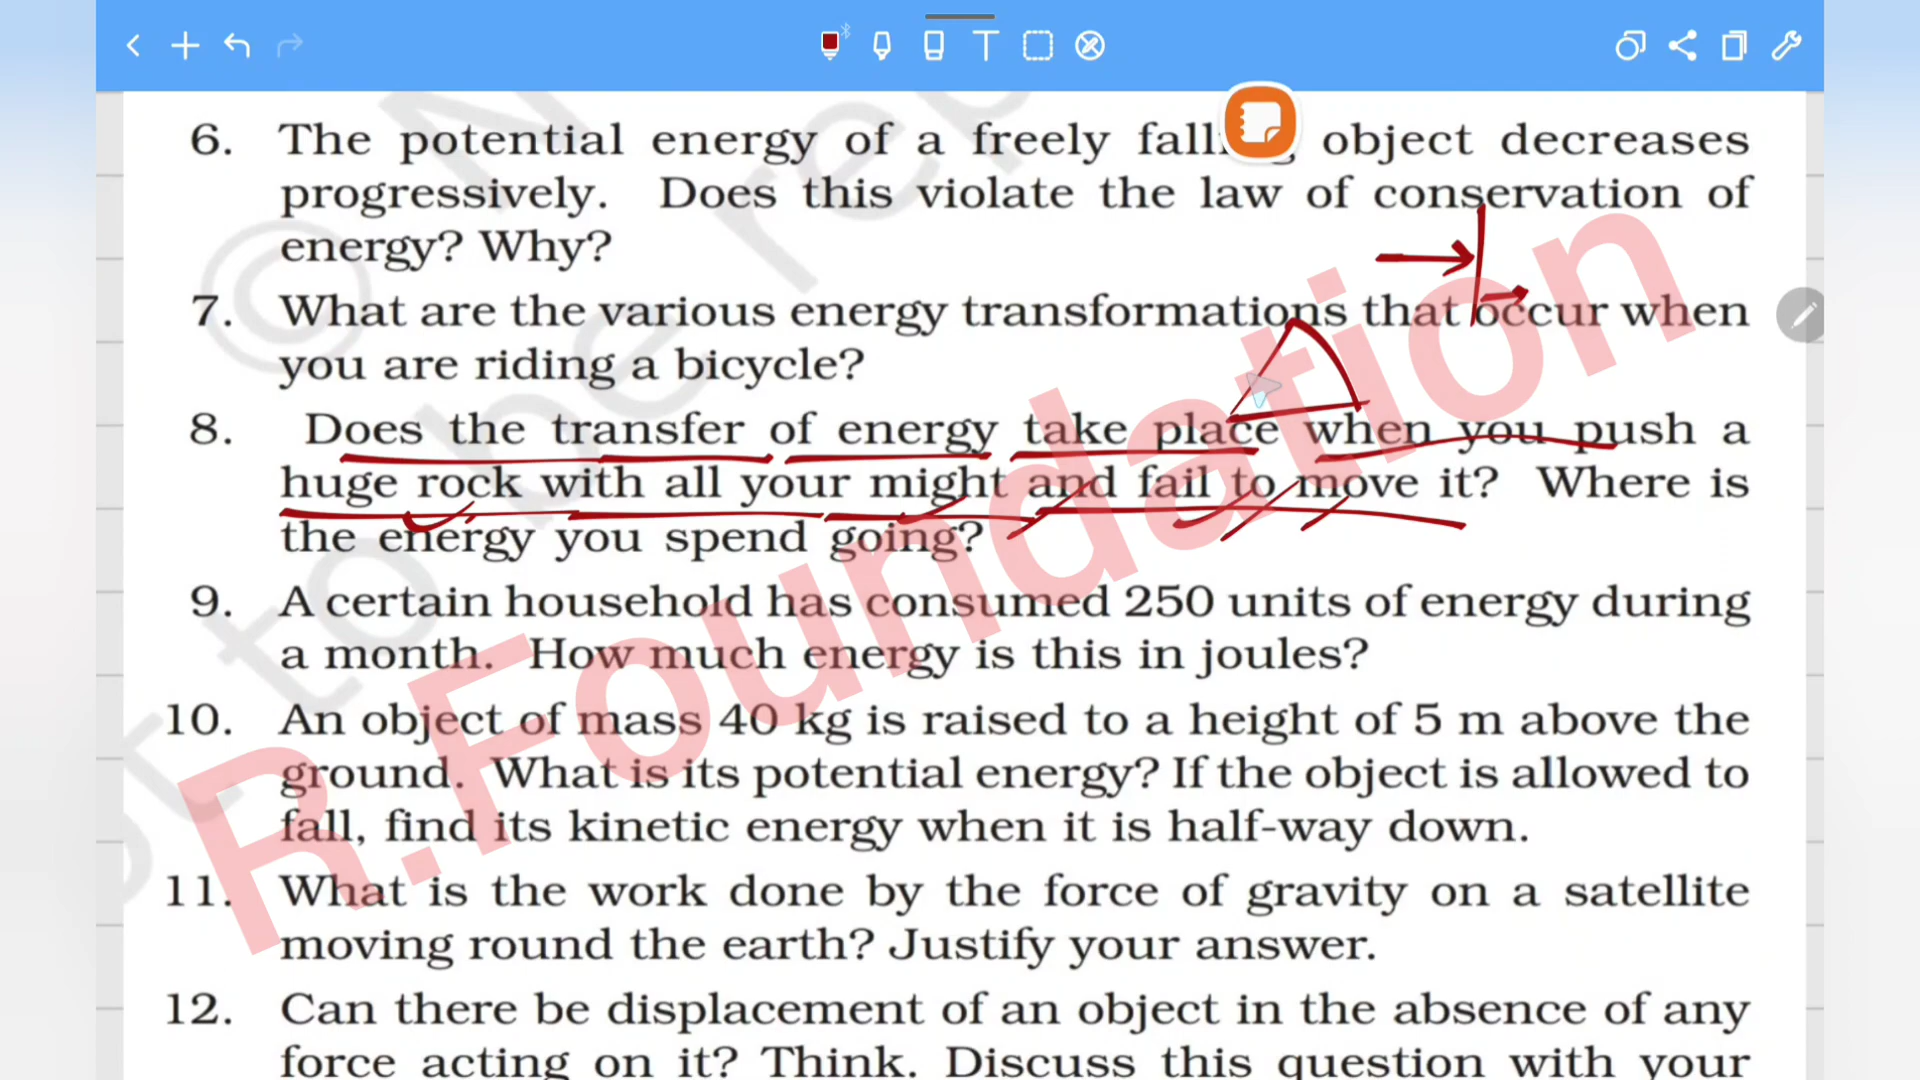 6. The potential energy of a freely object decreases
progressively. Does this violate the law of conservation of
energy? Why?
7. What are the various energy transformations that occur when
you are riding a bicycle?
8. Does the transfer of energy take place when you push a
huge rock with all your might and fail to move it? Where is
the energy you spend going?
9. A certain household has consumed 250 units of energy during
a month. How much energy is this in joules?
10. An object of mass 40 kg is raised to a height of 5 m above the
ground. What is its potential energy? If the object is allowed to
fall, find its kinetic energy when it is half-way down.
11. What is the work done by the force of gravity on a satellite
moving round the earth? Justify your answer.
12. Can there be displacement of an object in the absence of any
force acting on it? Think. Discuss this question with your
R.Foundation